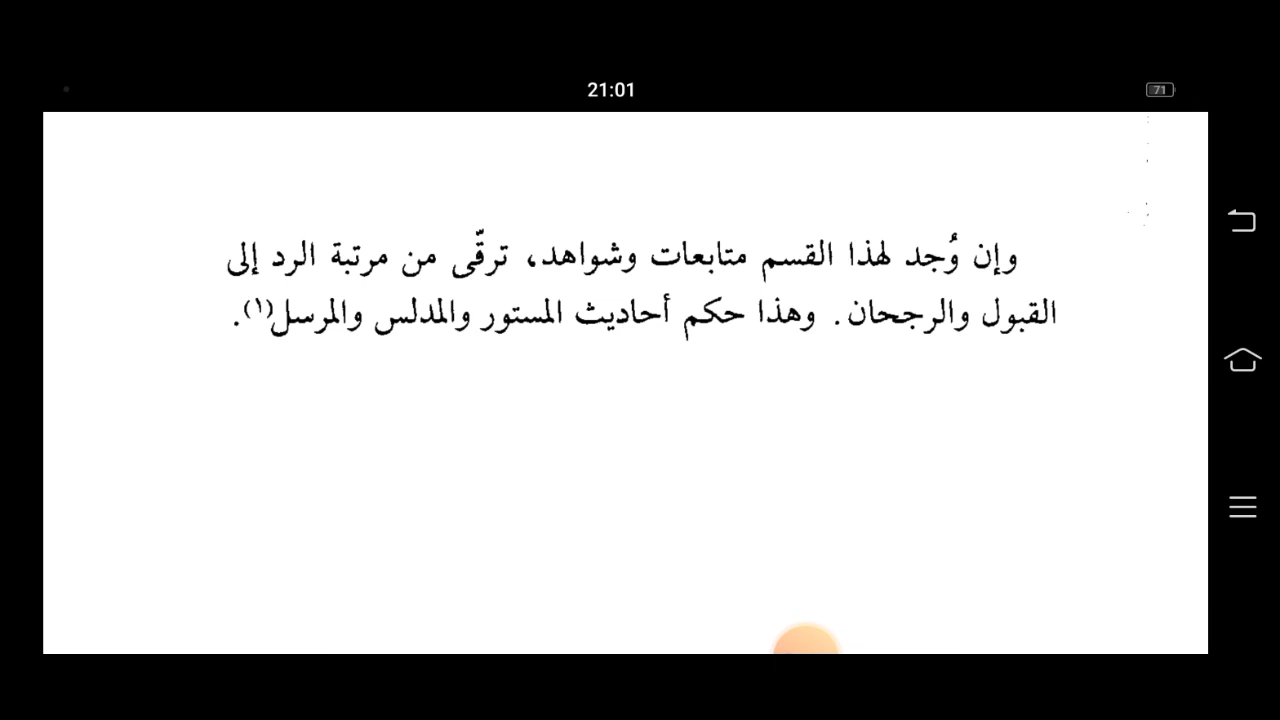 21:01
71
وإن وُجد لهذا القسم متابعات وشواهد، ترقّى من مرتبة الرد إلى
القبول والرجحان. وهذا حكم أحاديث المستور والمدلس والمرسل(١).